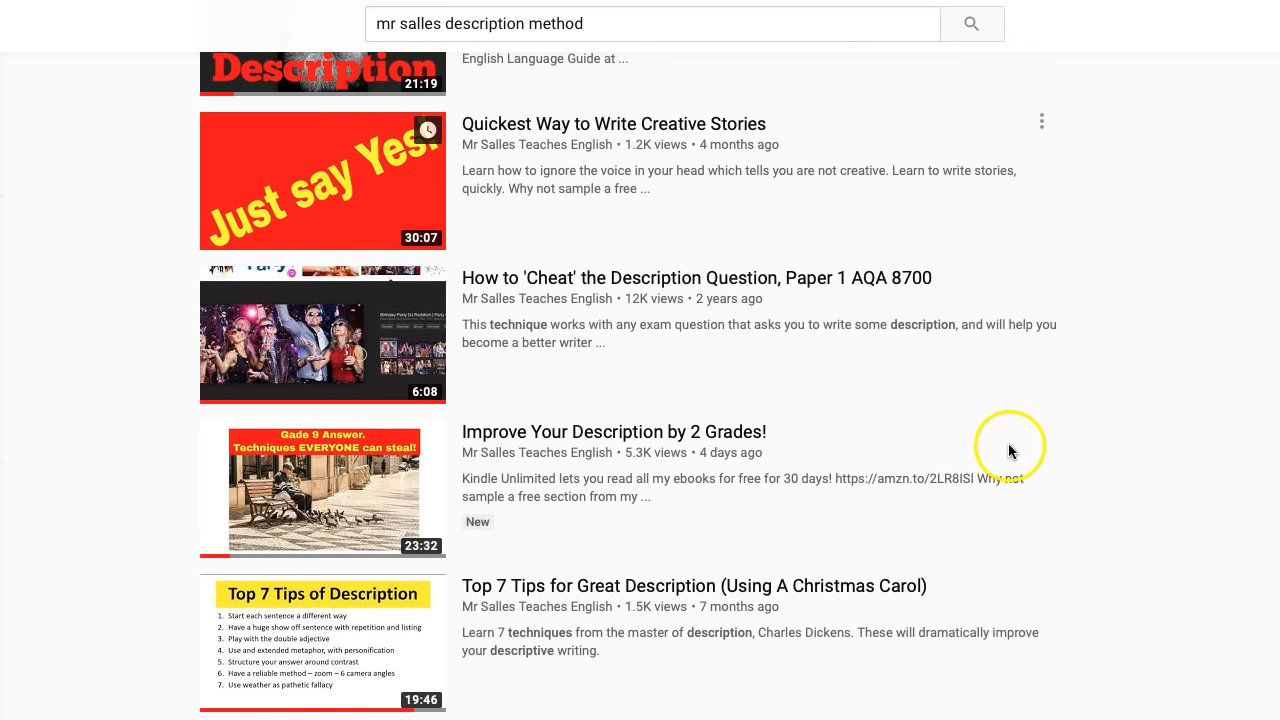 mr salles description method
Description
21:19
English Language Guide at ...
Just say Yes!
30:07
Quickest Way to Write Creative Stories
Mr Salles Teaches English • 1.2K views • 4 months ago
Learn how to ignore the voice in your head which tells you are not creative. Learn to write stories,
quickly. Why not sample a free ...
6:08
How to 'Cheat' the Description Question, Paper 1 AQA 8700
Mr Salles Teaches English • 12K views • 2 years ago
This technique works with any exam question that asks you to write some description, and will help you
become a better writer ...
Gade 9 Answer.
Techniques EVERYONE can steal!
23:32
Improve Your Description by 2 Grades!
Mr Salles Teaches English • 5.3K views • 4 days ago
Kindle Unlimited lets you read all my ebooks for free for 30 days! https://amzn.to/2LR8ISI Why not
sample a free section from my ...
New
Top 7 Tips of Description
1. Start each sentence a different way
2. Have a huge show off sentence with repetition and listing
3. Play with the double adjective
4. Use and extended metaphor, with personification
5. Structure your answer around contrast
6. Have a reliable method – zoom – 6 camera angles
7. Use weather as pathetic fallacy
19:46
Top 7 Tips for Great Description (Using A Christmas Carol)
Mr Salles Teaches English • 1.5K views • 7 months ago
Learn 7 techniques from the master of description, Charles Dickens. These will dramatically improve
your descriptive writing.